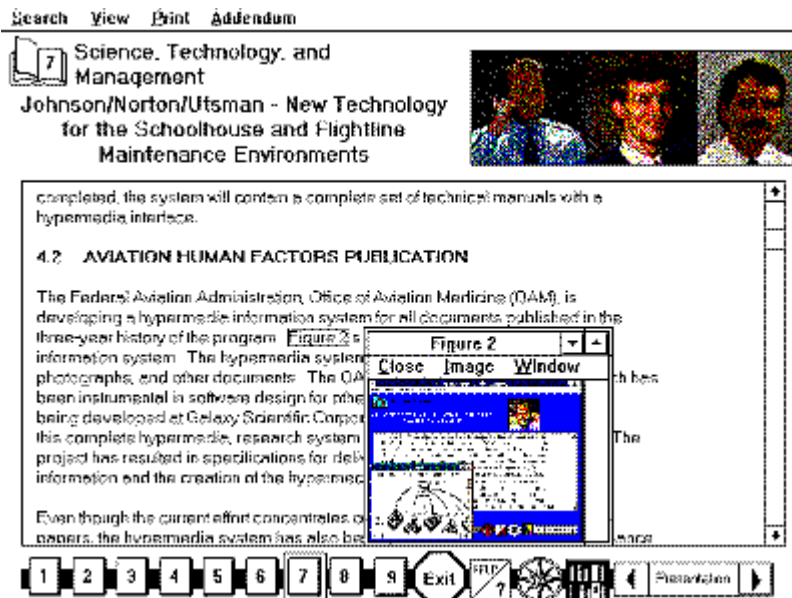 Search View Print Addendum
7 Science, Technology, and
Management
Johnson/Norton/Utsman - New Technology
for the Schoolhouse and Flightline
Maintenance Environments
completed, the system will contain a complete set of technical manuals with a
hypermedia interface.
4.2 AVIATION HUMAN FACTORS PUBLICATION
The Federal Aviation Administration, Office of Aviation Medicine (OAM), is
developing a hypermedia information system for all documents published in the
three-year history of the program. Figure 2 s
information system. The hypermedia system
photographs, and other documents. The OA
ch has
been instrumental in software design for othe
being developed at Galaxy Scientific Corpor
this complete hypermedia, research system
The
project has resulted in specifications for deli
information and the creation of the hypermed
Even though the current effort concentrates o
papers, the hypermedia system has also be
ance
Figure 2
Close Image Window
1 2 3 4 5 6 7 8 9 Exit HELP ? Presentation